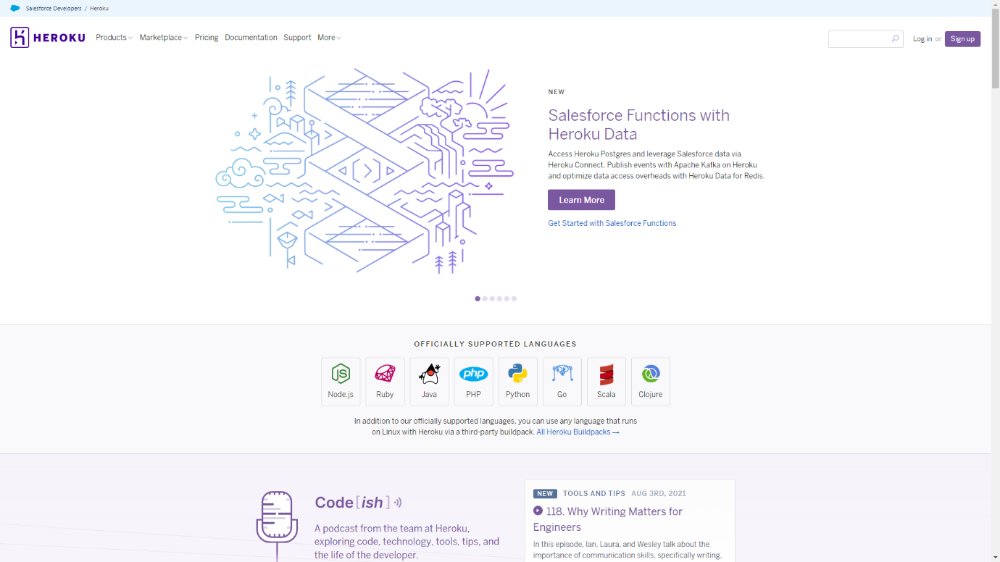 Salesforce Developers / Heroku
HEROKU Products Marketplace Pricing Documentation Support More Log in or Sign up
NEW
Salesforce Functions with
Heroku Data
Access Heroku Postgres and leverage Salesforce data via
Heroku Connect. Publish events with Apache Kafka on Heroku
and optimize data access overheads with Heroku Data for Redis.
Learn More
Get Started with Salesforce Functions
OFFICIALLY SUPPORTED LANGUAGES
JS php
Node.js Ruby Java PHP Python Go Scala Clojure
In addition to our officially supported languages, you can use any language that runs
on Linux with Heroku via a third-party buildpack. All Heroku Buildpacks →
Code[ish]
A podcast from the team at Heroku,
exploring code, technology, tools, tips, and
the life of the developer.
NEW TOOLS AND TIPS AUG 3RD, 2021
118. Why Writing Matters for
Engineers
In this episode, Ian, Laura, and Wesley talk about the
importance of communication skills, specifically writing,